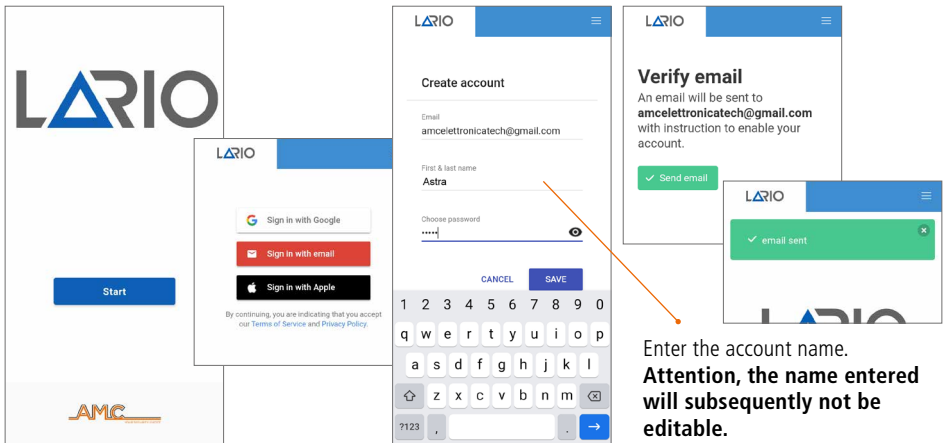 LARIO
Start
AMC
LARIO
Sign in with Google
Sign in with email
Sign in with Apple
By continuing, you are indicating that you accept
our Terms of Service and Privacy Policy.
LARIO
Create account
Email
amcelettronicatech@gmail.com
First & last name
Astra
Choose password
•••••
CANCEL
SAVE
1 2 3 4 5 6 7 8 9 0
q w e r t y u i o p
a s d f g h j k l
z x c v b n m
?123 , .
LARIO
Verify email
An email will be sent to
amcelettronicatech@gmail.com
with instruction to enable your
account.
Send email
LARIO
email sent
LARIO
Enter the account name.
Attention, the name entered
will subsequently not be
editable.